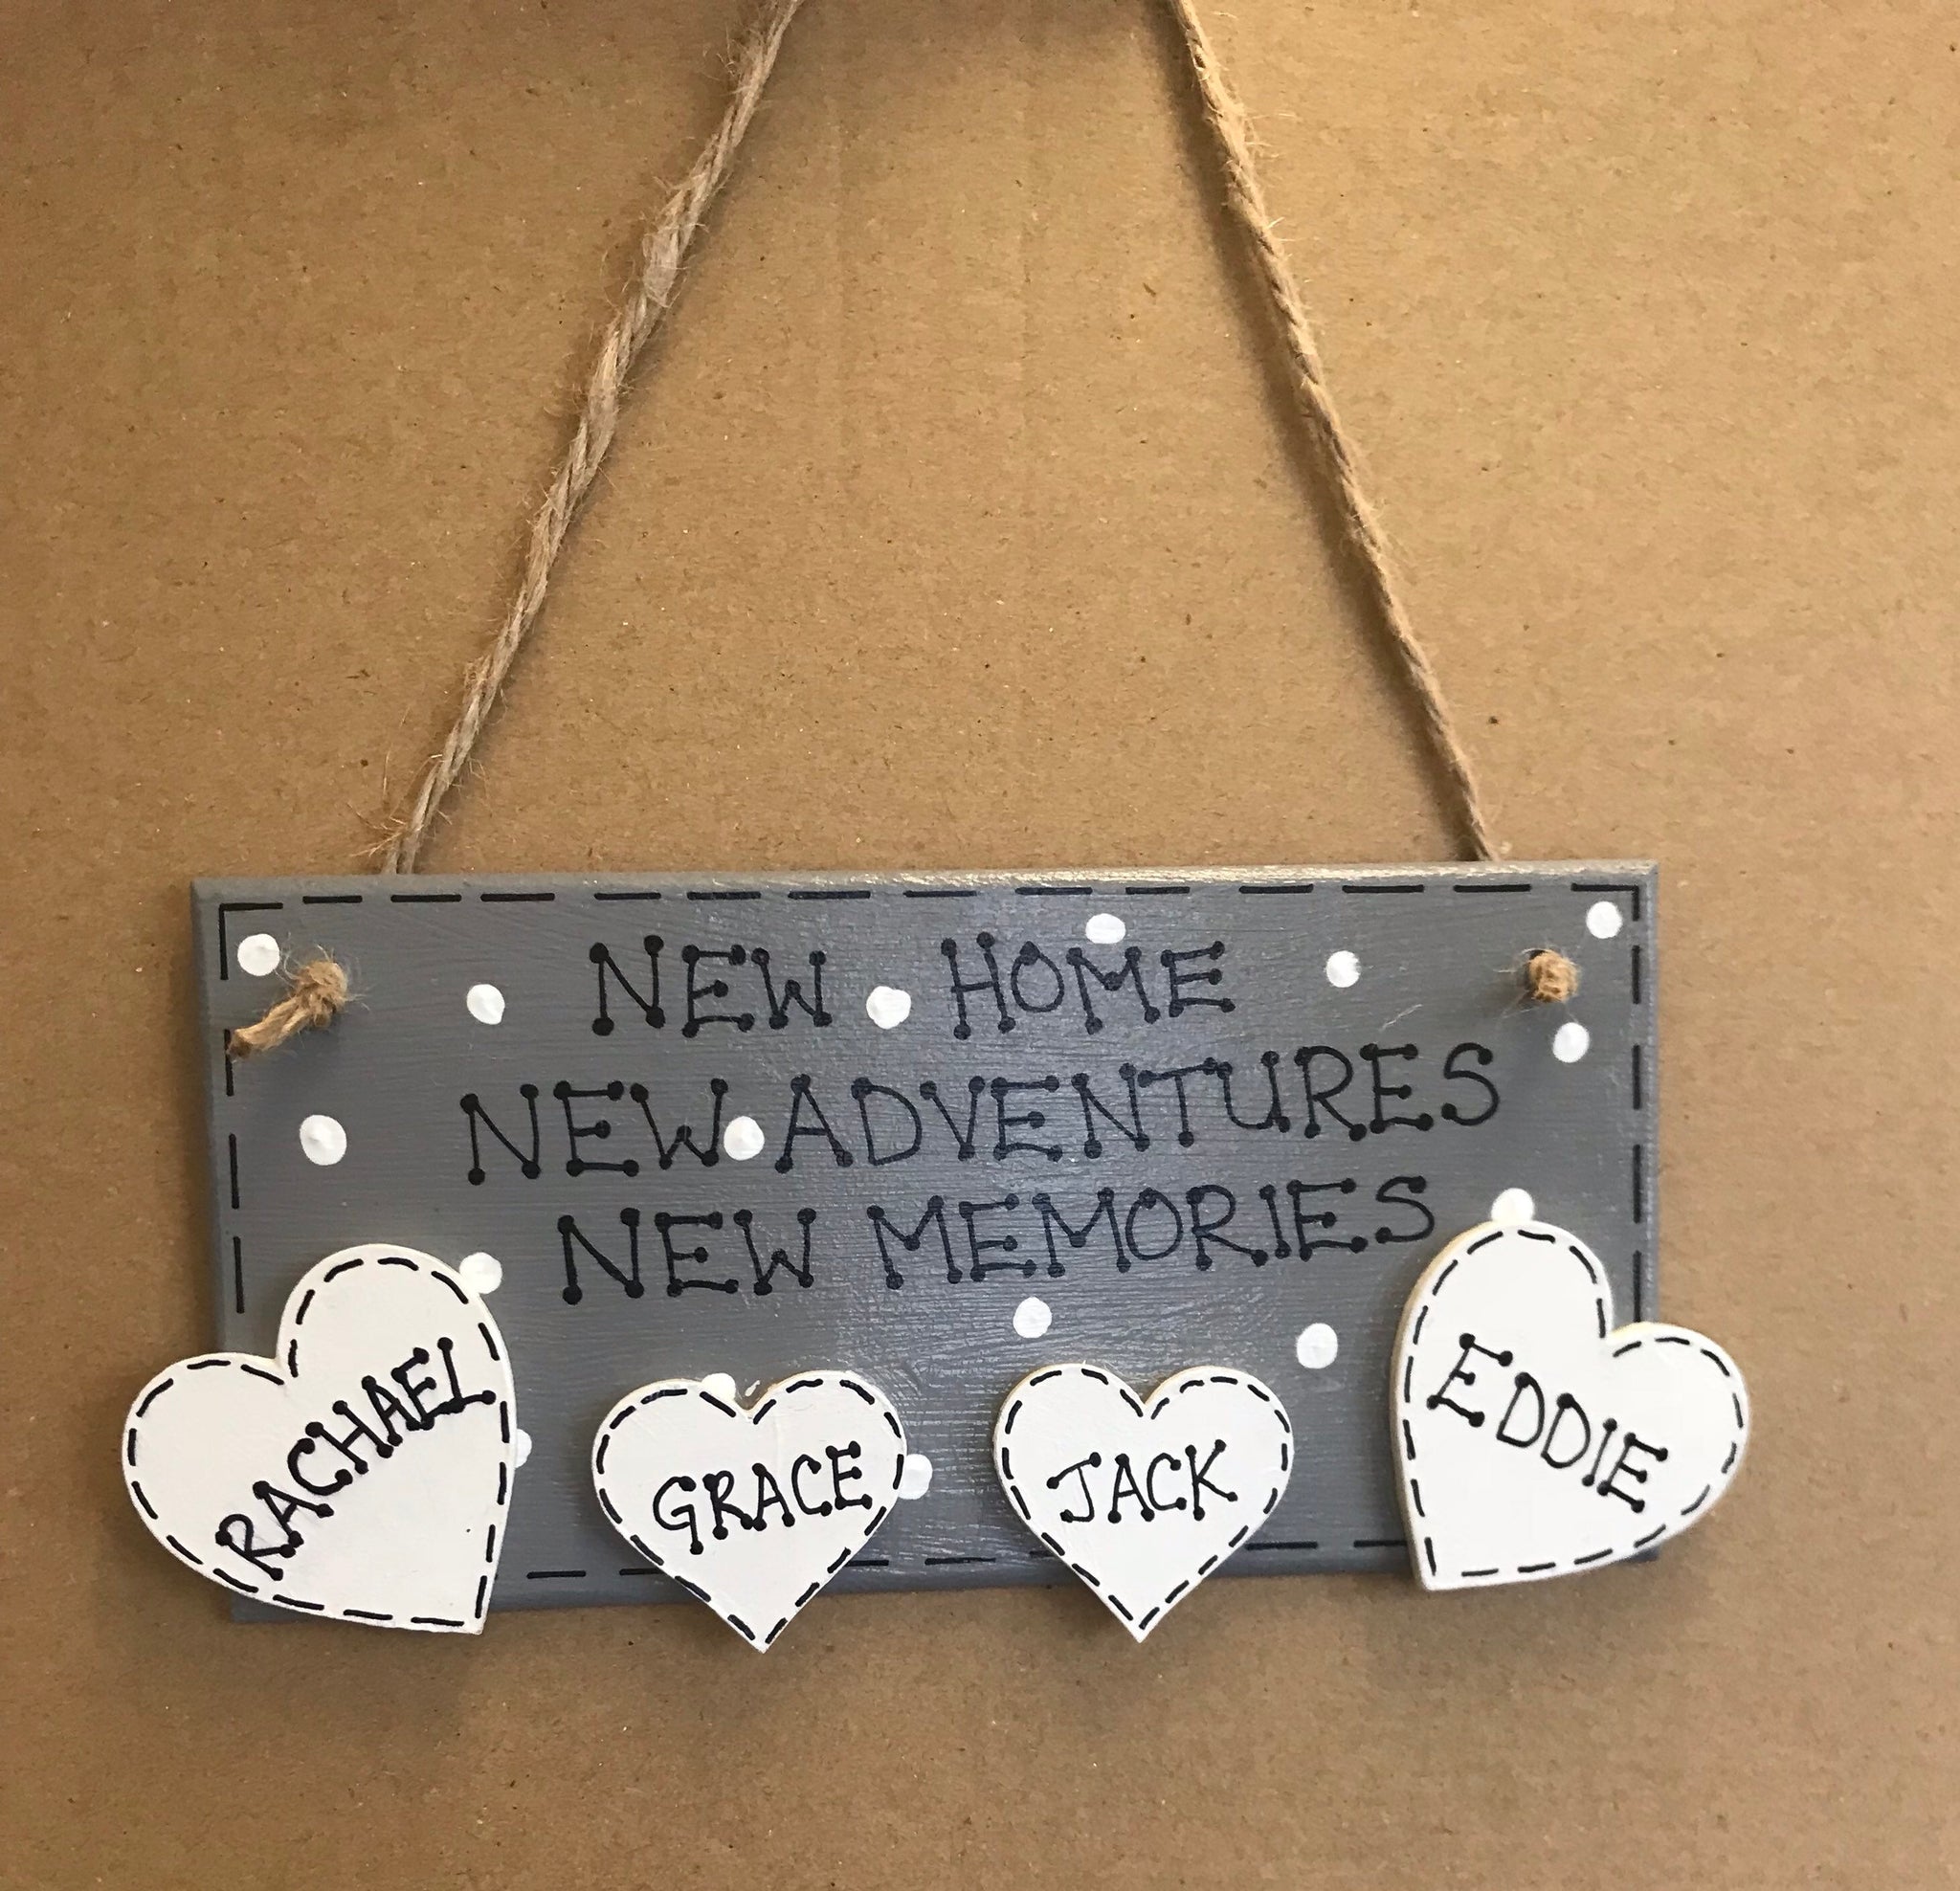 NEW HOME
NEW ADVENTURES
NEW MEMORIES
RACHAEL
GRACE
JACK
EDDIE